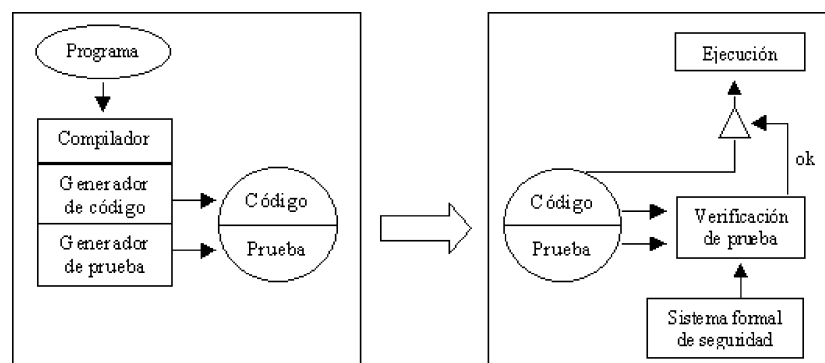 Programa
Compilador
Generador
de código
Generador
de prueba
Código
Prueba
Ejecución
ok
Código
Prueba
Verificación
de prueba
Sistema formal
de seguridad